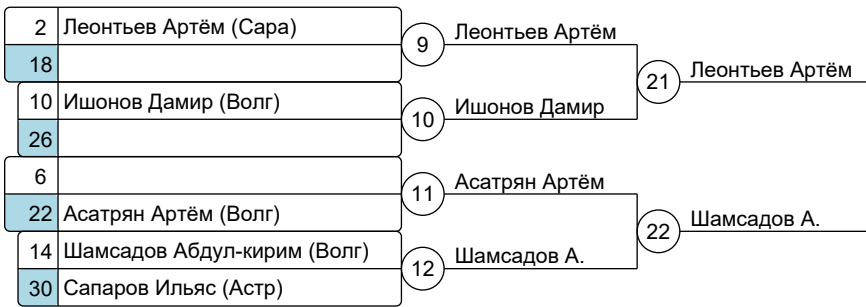 2 Леонтьев Артём (Сара)
9 Леонтьев Артём
18
21 Леонтьев Артём
10 Ишонов Дамир (Волг)
10 Ишонов Дамир
26
6
11 Асатрян Артём
22 Асатрян Артём (Волг)
22 Шамсадов А.
14 Шамсадов Абдул-кирим (Волг)
12 Шамсадов А.
30 Сапаров Ильяс (Астр)